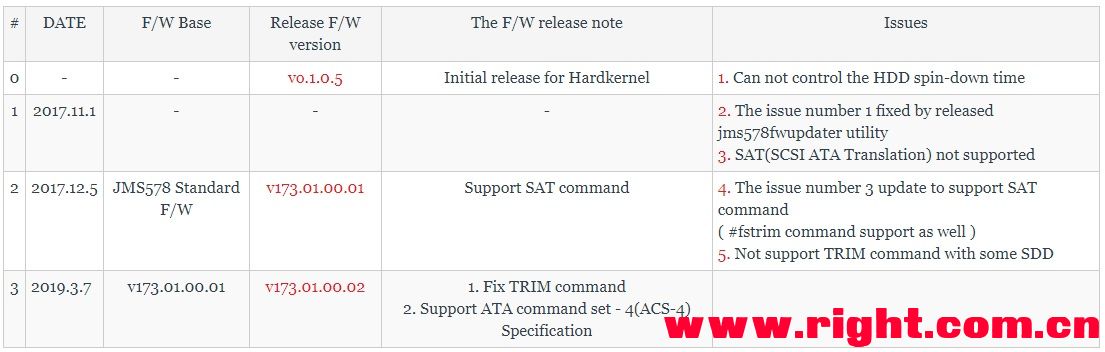 # DATE F/W Base Release F/W version The F/W release note Issues
0 - - v0.1.0.5 Initial release for Hardkernel 1. Can not control the HDD spin-down time
1 2017.11.1 - - - 2. The issue number 1 fixed by released
jms578fwupdater utility
3. SAT(SCSI ATA Translation) not supported
2 2017.12.5 JMS578 Standard F/W v173.01.00.01 Support SAT command 4. The issue number 3 update to support SAT
command
( #fstrim command support as well )
5. Not support TRIM command with some SDD
3 2019.3.7 v173.01.00.01 v173.01.00.02 1. Fix TRIM command
2. Support ATA command set - 4(ACS-4)
Specification
www.right.com.cn